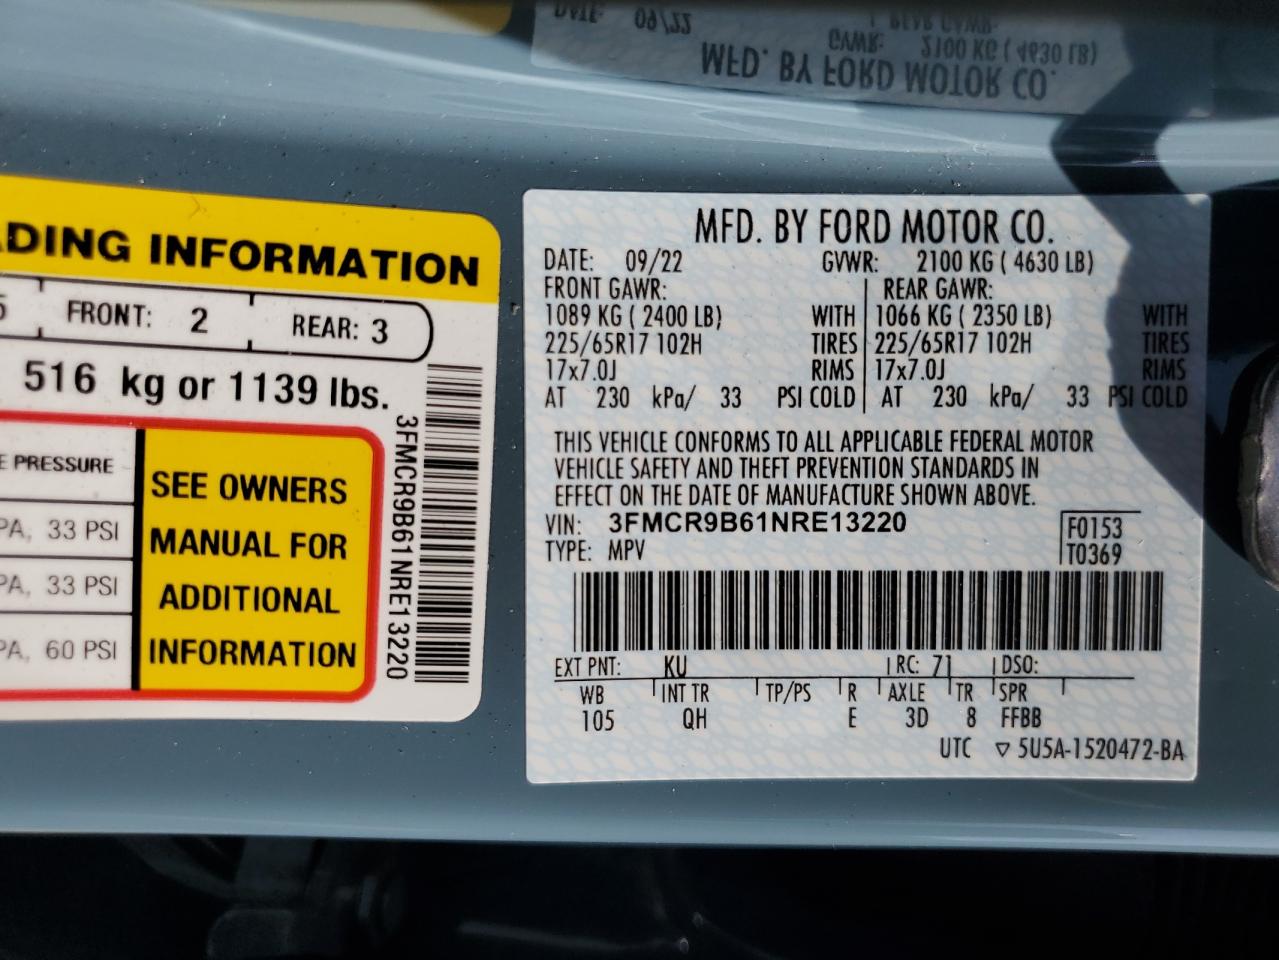 DATE: 09/22
REAR GAWR:
GVWR: 2100 KG ( 4630 LB)
MFD. BY FORD MOTOR CO.
ADING INFORMATION
5 FRONT: 2 REAR: 3
516 kg or 1139 lbs.
E PRESSURE
PA, 33 PSI
PA, 33 PSI
PA, 60 PSI
SEE OWNERS
MANUAL FOR
ADDITIONAL
INFORMATION
3FMCR9B61NRE13220
MFD. BY FORD MOTOR CO.
DATE: 09/22 GVWR: 2100 KG ( 4630 LB)
FRONT GAWR: REAR GAWR:
1089 KG ( 2400 LB) WITH 1066 KG ( 2350 LB) WITH
225/65R17 102H TIRES 225/65R17 102H TIRES
17x7.0J RIMS 17x7.0J RIMS
AT 230 kPa/ 33 PSI COLD AT 230 kPa/ 33 PSI COLD
THIS VEHICLE CONFORMS TO ALL APPLICABLE FEDERAL MOTOR
VEHICLE SAFETY AND THEFT PREVENTION STANDARDS IN
EFFECT ON THE DATE OF MANUFACTURE SHOWN ABOVE.
VIN: 3FMCR9B61NRE13220 F0153
TYPE: MPV T0369
EXT PNT: KU RC: 71 DSO:
WB INT TR TP/PS R AXLE TR SPR
105 QH E 3D 8 FFBB
UTC ▽ 5U5A-1520472-BA